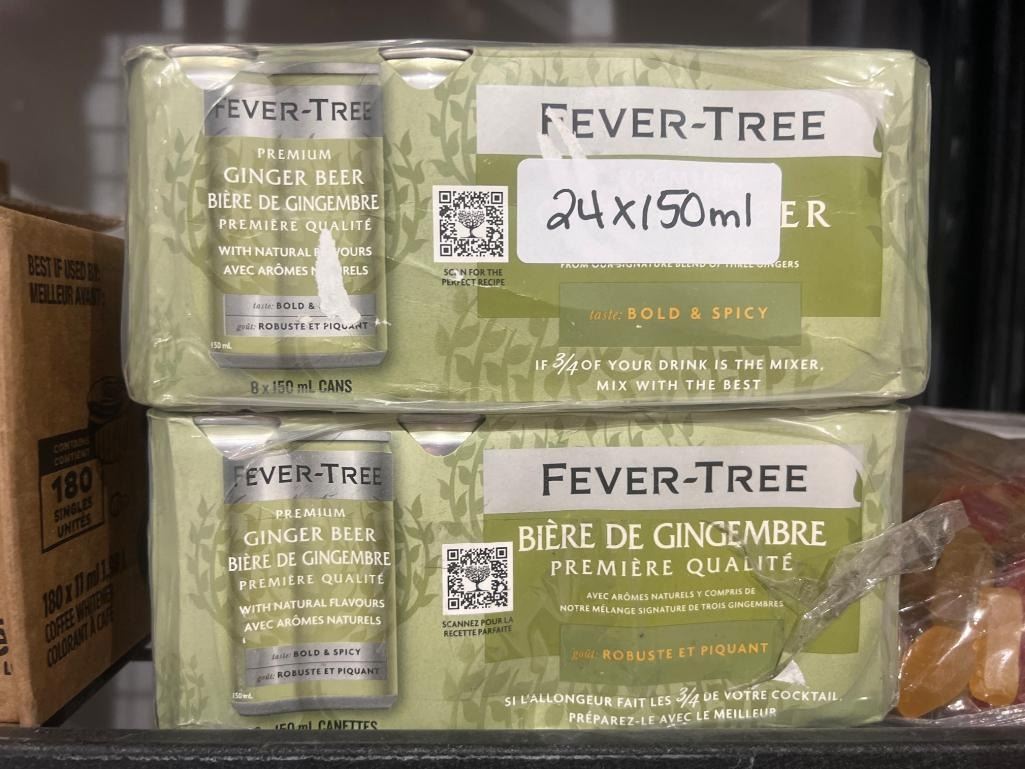 FEVER-TREE
PREMIUM
GINGER BEER
BIÈRE DE GINGEMBRE
PREMIÈRE QUALITÉ
WITH NATURAL
AVEC ARÔMES
taste: BOLD &
goût: ROBUSTE ET PIQUANT
150 mL
8 x 150 mL CANS
SCAN FOR THE
PERFECT RECIPE
FEVER-TREE
24x150ml
FROM OUR SIGNATURE BLEND OF THREE GINGERS
taste: BOLD & SPICY
IF 3/4 OF YOUR DRINK IS THE MIXER,
MIX WITH THE BEST
BEST IF USED BY
MEILLEUR AVANT
CONTAINS
CONTIENT
180
SINGLES
UNITÉS
180 x 11 ml
COFFEE WHITENER
COLORANT À CAFÉ
FEVER-TREE
PREMIUM
GINGER BEER
BIÈRE DE GINGEMBRE
PREMIÈRE QUALITÉ
WITH NATURAL FLAVOURS
AVEC ARÔMES NATURELS
taste: BOLD & SPICY
goût: ROBUSTE ET PIQUANT
150 mL
150 mL CANETTES
SCANNEZ POUR LA
RECETTE PARFAITE
FEVER-TREE
BIÈRE DE GINGEMBRE
PREMIÈRE QUALITÉ
AVEC ARÔMES NATURELS Y COMPRIS DE
NOTRE MÉLANGE SIGNATURE DE TROIS GINGEMBRES
goût: ROBUSTE ET PIQUANT
SI L'ALLONGEUR FAIT LES 3/4 DE VOTRE COCKTAIL,
PRÉPAREZ-LE AVEC LE MEILLEUR